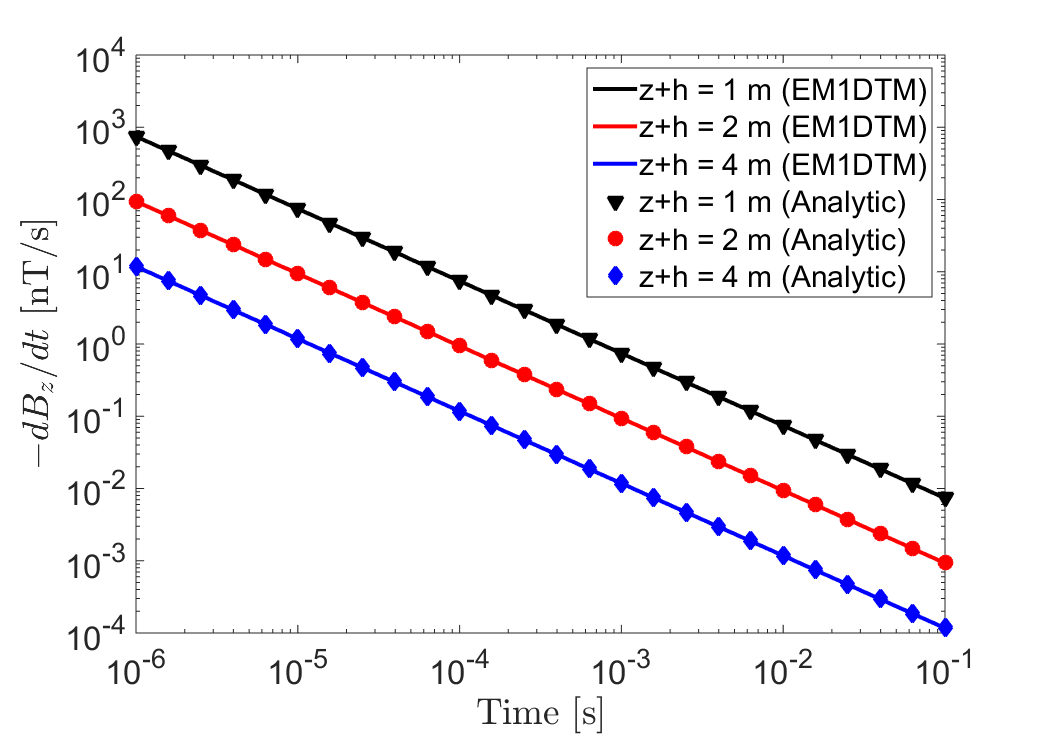 10^4
10^3
10^2
10^1
10^0
10^-1
10^-2
10^-3
10^-4
−dB_z/dt [nT/s]
z+h = 1 m (EM1DTM)
z+h = 2 m (EM1DTM)
z+h = 4 m (EM1DTM)
z+h = 1 m (Analytic)
z+h = 2 m (Analytic)
z+h = 4 m (Analytic)
10^-6 10^-5 10^-4 10^-3 10^-2 10^-1
Time [s]